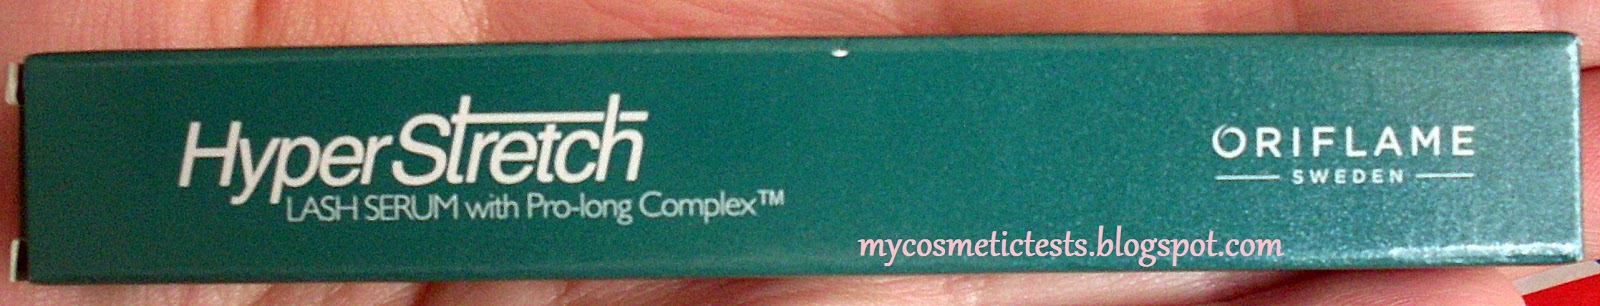 HyperStretch
LASH SERUM with Pro-long Complex™
ORIFLAME
SWEDEN
mycosmetictests.blogspot.com